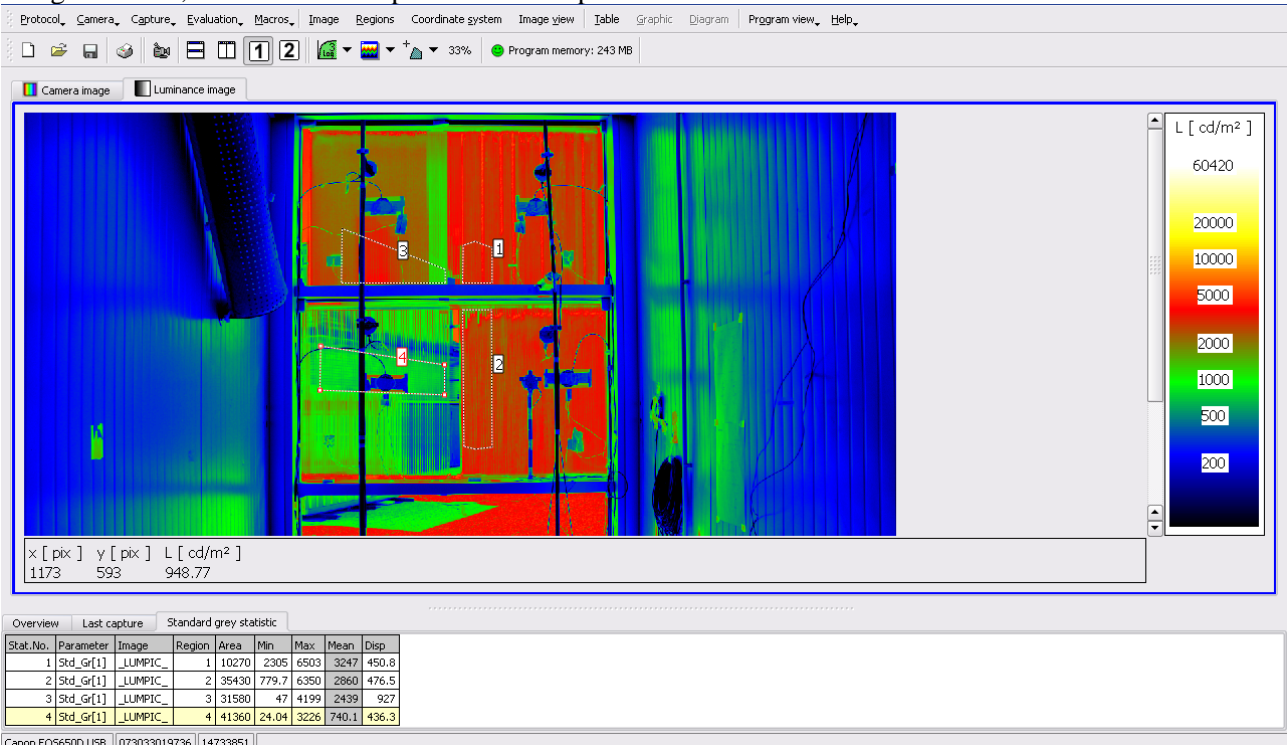 Protocol Camera Capture Evaluation Macros Image Regions Coordinate system Image view Table Graphic Diagram Program view Help
1 2 33% Program memory: 243 MB
Camera image Luminance image
L [ cd/m² ]
60420
20000
10000
5000
2000
1000
500
200
3 1
4 2
x [ pix ] y [ pix ] L [ cd/m² ]
1173 593 948.77
Overview Last capture Standard grey statistic
Stat.No. Parameter Image Region Area Min Max Mean Disp
1 Std_Gr[1] _LUMPIC_ 1 10270 2305 6503 3247 450.8
2 Std_Gr[1] _LUMPIC_ 2 35430 779.7 6350 2860 476.5
3 Std_Gr[1] _LUMPIC_ 3 31580 47 4199 2439 927
4 Std_Gr[1] _LUMPIC_ 4 41360 24.04 3226 740.1 436.3
Canon EOS650D USB 073033019736 14733851